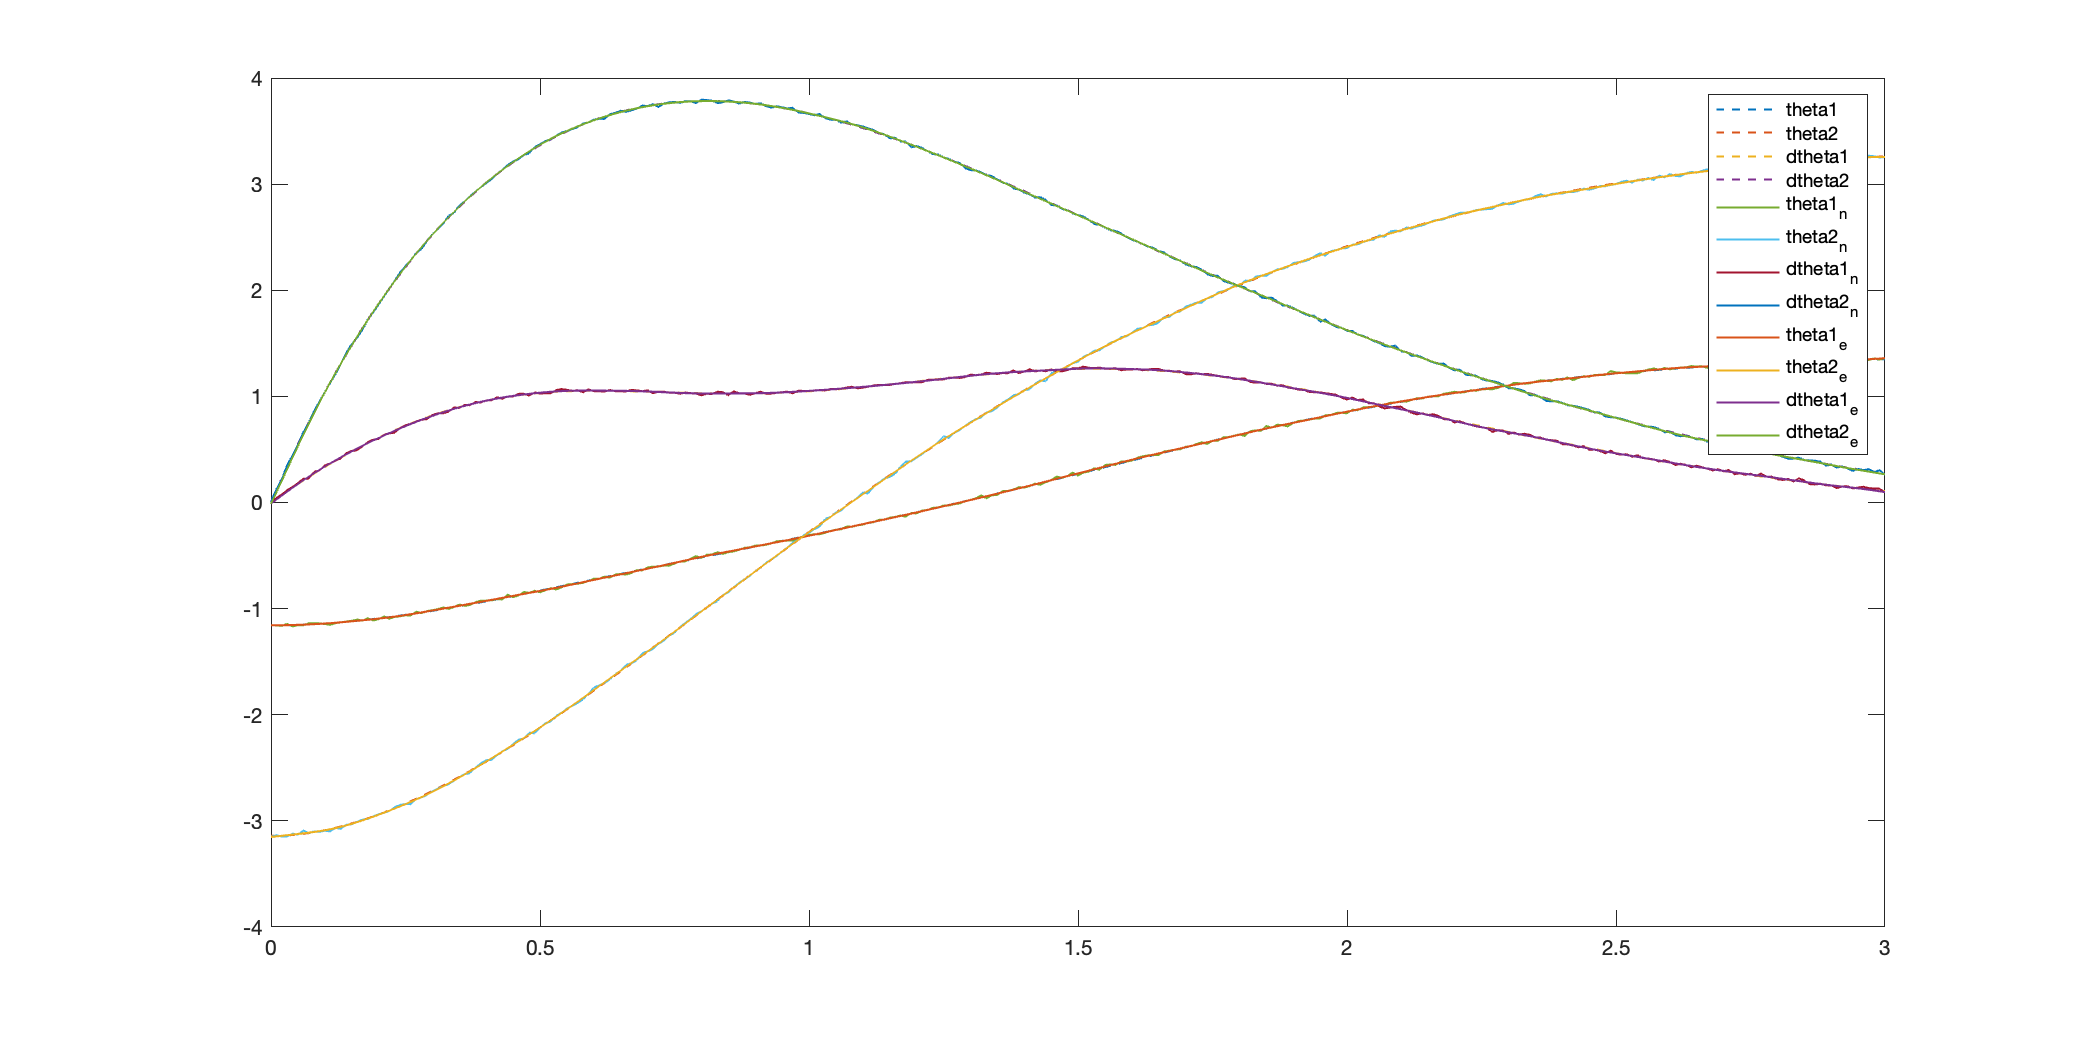 4
3
2
1
0
-1
-2
-3
-4
0 0.5 1 1.5 2 2.5 3
theta1
theta2
dtheta1
dtheta2
theta1n
theta2n
dtheta1n
dtheta2n
theta1e
theta2e
dtheta1e
dtheta2e